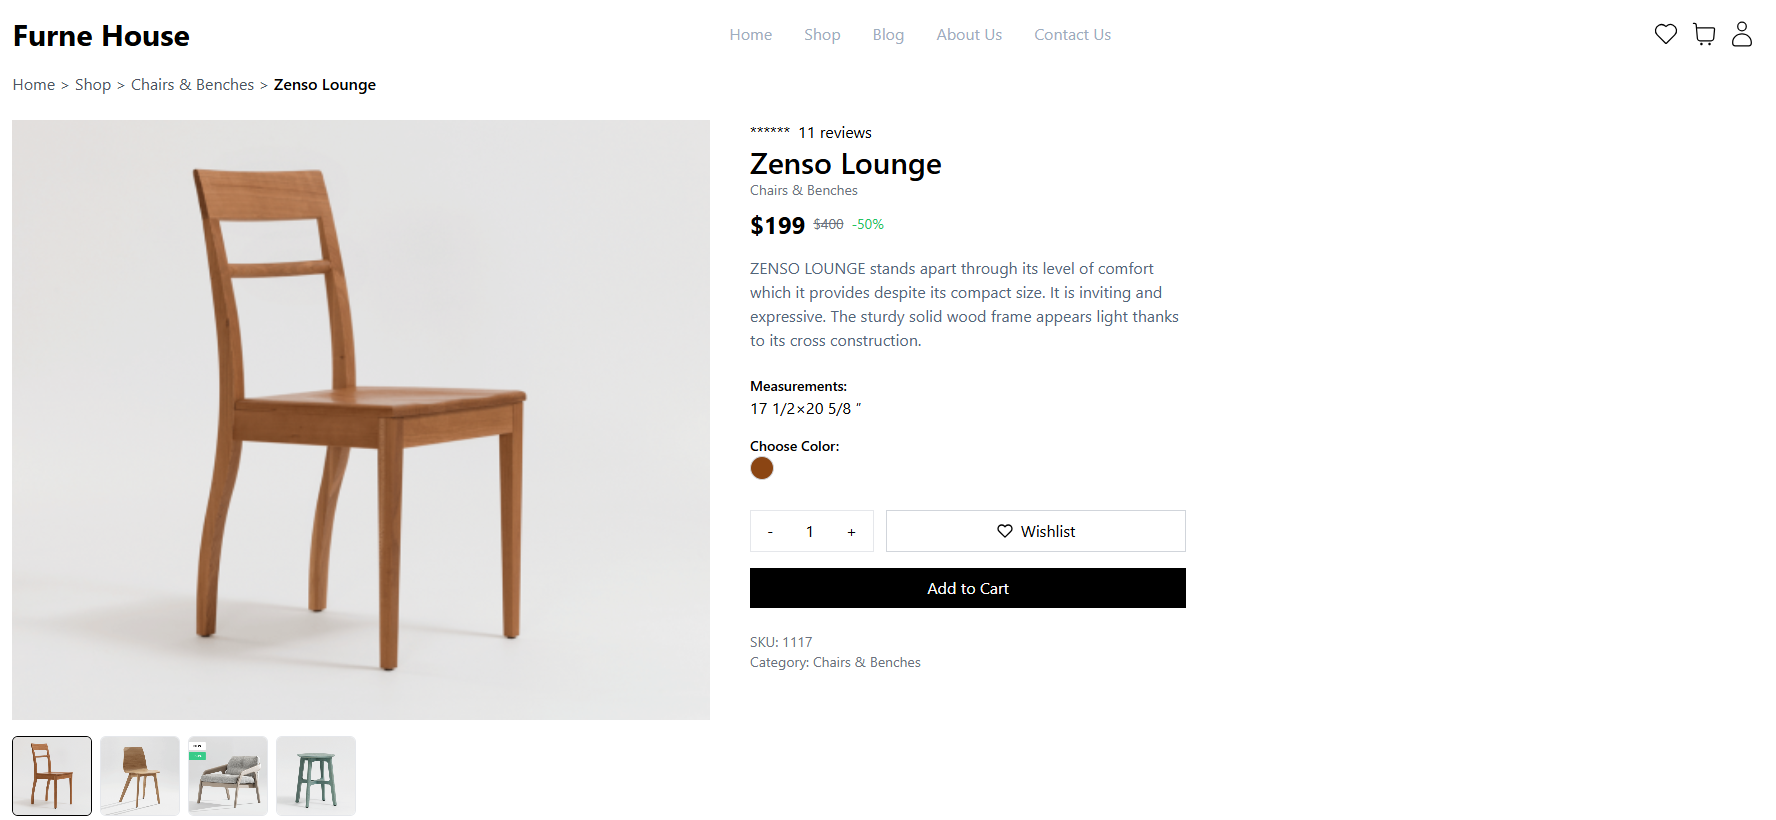 Furne House
Home Shop Blog About Us Contact Us
Home > Shop > Chairs & Benches > Zenso Lounge
****** 11 reviews
Zenso Lounge
Chairs & Benches
$199 $400 -50%
ZENSO LOUNGE stands apart through its level of comfort
which it provides despite its compact size. It is inviting and
expressive. The sturdy solid wood frame appears light thanks
to its cross construction.
Measurements:
17 1/2×20 5/8 ″
Choose Color:
- 1 +
Wishlist
Add to Cart
SKU: 1117
Category: Chairs & Benches